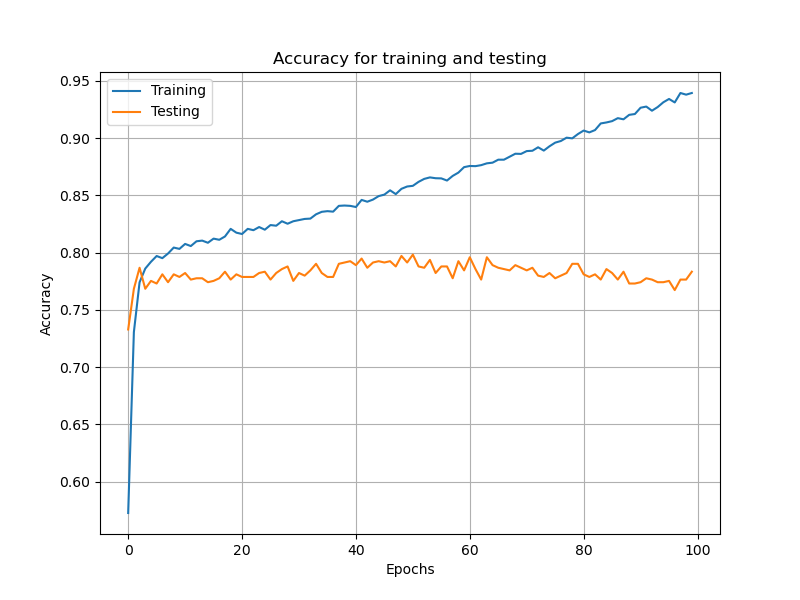 Accuracy for training and testing
Training
Testing
0.95
0.90
0.85
0.80
0.75
0.70
0.65
0.60
Accuracy
0 20 40 60 80 100
Epochs